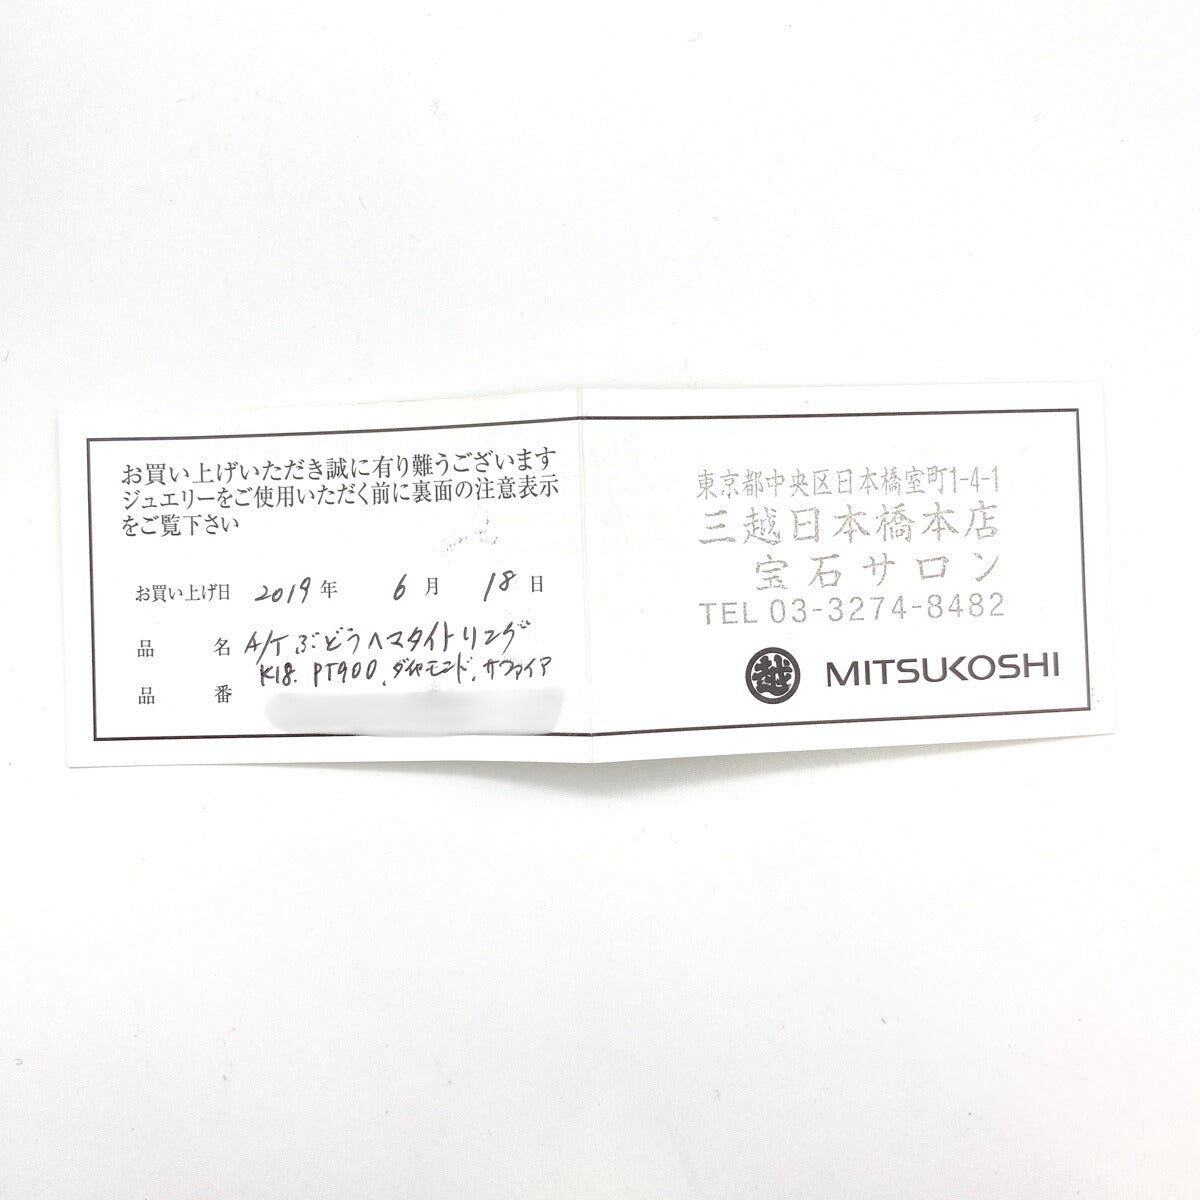 お買い上げいただき誠に有り難うございます
ジュエリーをご使用いただく前に裏面の注意表示
をご覧下さい
お買い上げ日 2019年 6月 18日
品名 A/T ぶどうヘマタイトリング
K18. PT900、ダイヤモンド、サファイア
品番
東京都中央区日本橋室町1-4-1
三越日本橋本店
宝石サロン
TEL 03-3274-8482
越 MITSUKOSHI